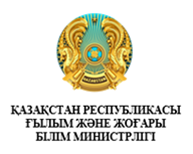 ҚАЗАҚСТАН РЕСПУБЛИКАСЫ
ҒЫЛЫМ ЖӘНЕ ЖОҒАРЫ
БІЛІМ МИНИСТРЛІГІ